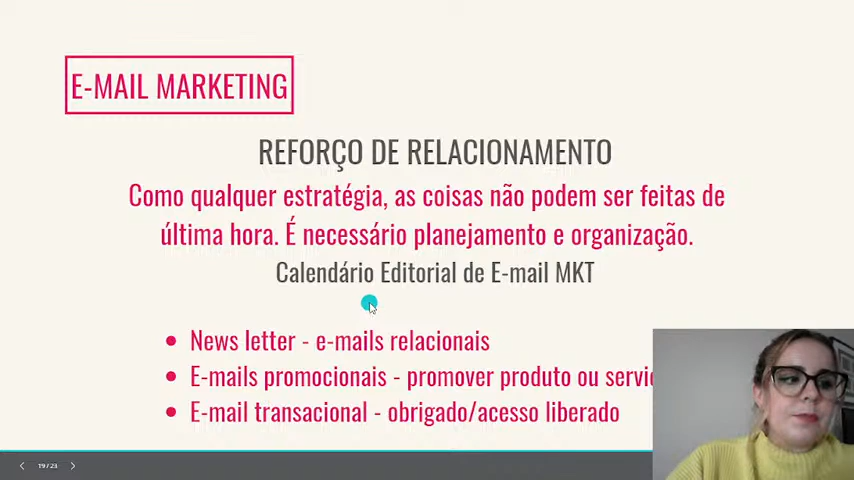 E-MAIL MARKETING
REFORÇO DE RELACIONAMENTO
Como qualquer estratégia, as coisas não podem ser feitas de
última hora. É necessário planejamento e organização.
Calendário Editorial de E-mail MKT
• News letter - e-mails relacionais
• E-mails promocionais - promover produto ou
• E-mail transacional - obrigado/acesso liberado
19 / 23